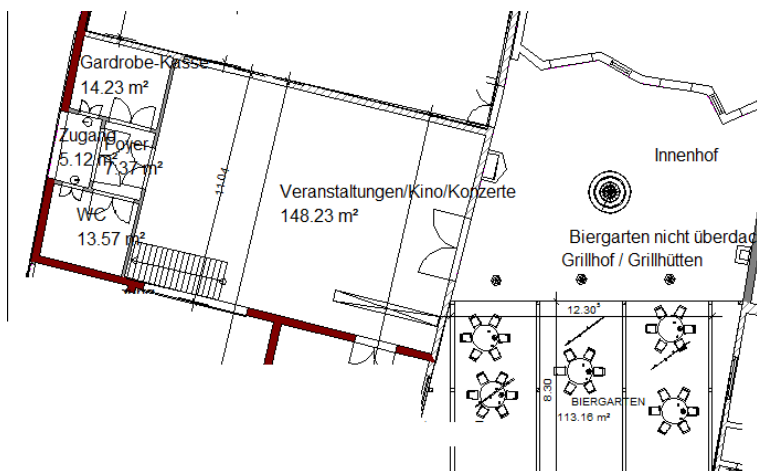 Gardrobe-Kasse
14.23 m²
Zugang
5.12 m²
Foyer
7.37 m²
WC
13.57 m²
11.04
Veranstaltungen/Kino/Konzerte
148.23 m²
Innenhof
Biergarten nicht überdac
Grillhof / Grillhütten
12.30⁵
8.30
BIERGARTEN
113.16 m²